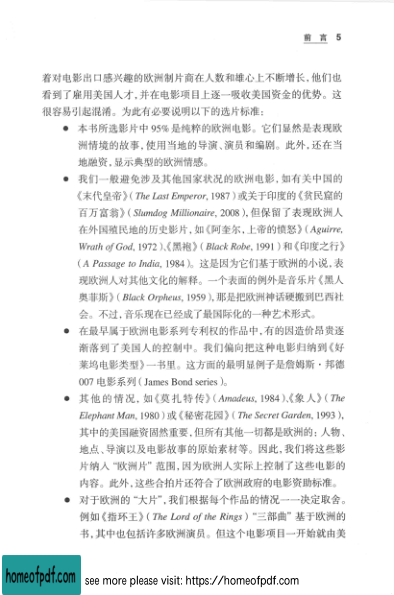 前 言 5
着对电影出口感兴趣的欧洲制片商在人数和雄心上不断增长,他们也
看到了雇用美国人才,并在电影项目上逐一吸收美国资金的优势。这
很容易引起混淆。为此有必要说明以下的选片标准:
● 本书所选影片中 95% 是纯粹的欧洲电影。它们显然是表现欧
洲情境的故事,使用当地的导演、演员和编剧。此外,还在当
地融资,显示典型的欧洲情感。
● 我们一般避免涉及其他国家状况的欧洲电影,如有关中国的
《末代皇帝》(The Last Emperor, 1987)或关于印度的《贫民窟的
百万富翁》(Slumdog Millionaire, 2008),但保留了表现欧洲人
在外国殖民地的历史影片,如《阿奎尔,上帝的愤怒》(Aguirre,
Wrath of God, 1972)、《黑袍》(Black Robe, 1991)和《印度之行》
(A Passage to India, 1984)。这是因为它们基于欧洲的小说,表
现欧洲人对其他文化的解释。一个表面的例外是音乐片《黑人
奥菲斯》(Black Orpheus, 1959),那是把欧洲神话硬搬到巴西社
会。不过,音乐现在已经成了最国际化的一种艺术形式。
● 在最早属于欧洲电影系列专利权的作品中,有的因造价昂贵逐
渐落到了美国人的控制中。我们偏向把这种电影归纳到《好
莱坞电影类型》一书里。这方面的最明显例子是詹姆斯·邦德
007 电影系列(James Bond series)。
● 其他的情况,如《莫扎特传》(Amadeus, 1984)、《象人》(The
Elephant Man, 1980)或《秘密花园》(The Secret Garden, 1993),
其中的美国融资固然重要,但所有其他一切都是欧洲的:人物、
地点、导演以及电影故事的原始素材等。因此,我们将这些影
片纳入“欧洲片”范围,因为欧洲人实际上控制了这些电影的
内容。此外,这些合拍片还符合了欧洲政府的电影资助标准。
● 对于欧洲的“大片”,我们根据每个作品的情况一一决定取舍。
例如《指环王》(The Lord of the Rings)“三部曲”基于欧洲的
书,其中也包括许多欧洲演员。但这个电影项目一开始就由美
homeofpdf.com
see more please visit: https://homeofpdf.com